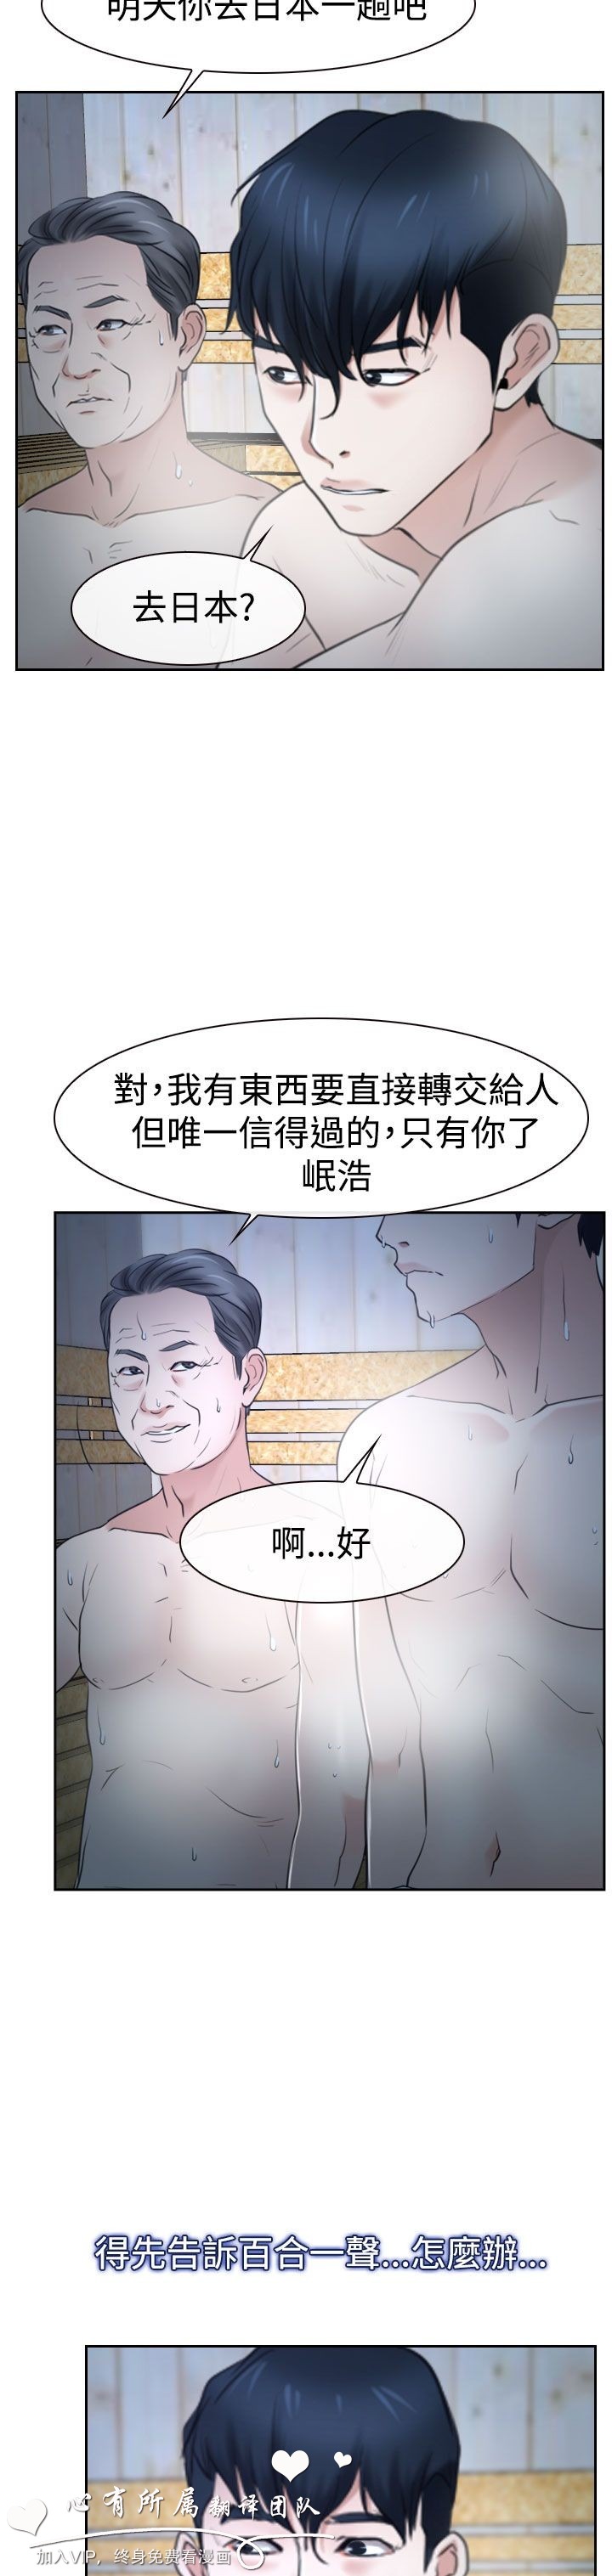 明天你去日本一趟吧
去日本?
對,我有東西要直接轉交給人
但唯一信得過的,只有你了
岷浩
啊...好
得先告訴百合一聲...怎麼辦...
心有所属翻译团队
加入VIP，终身免费看漫画